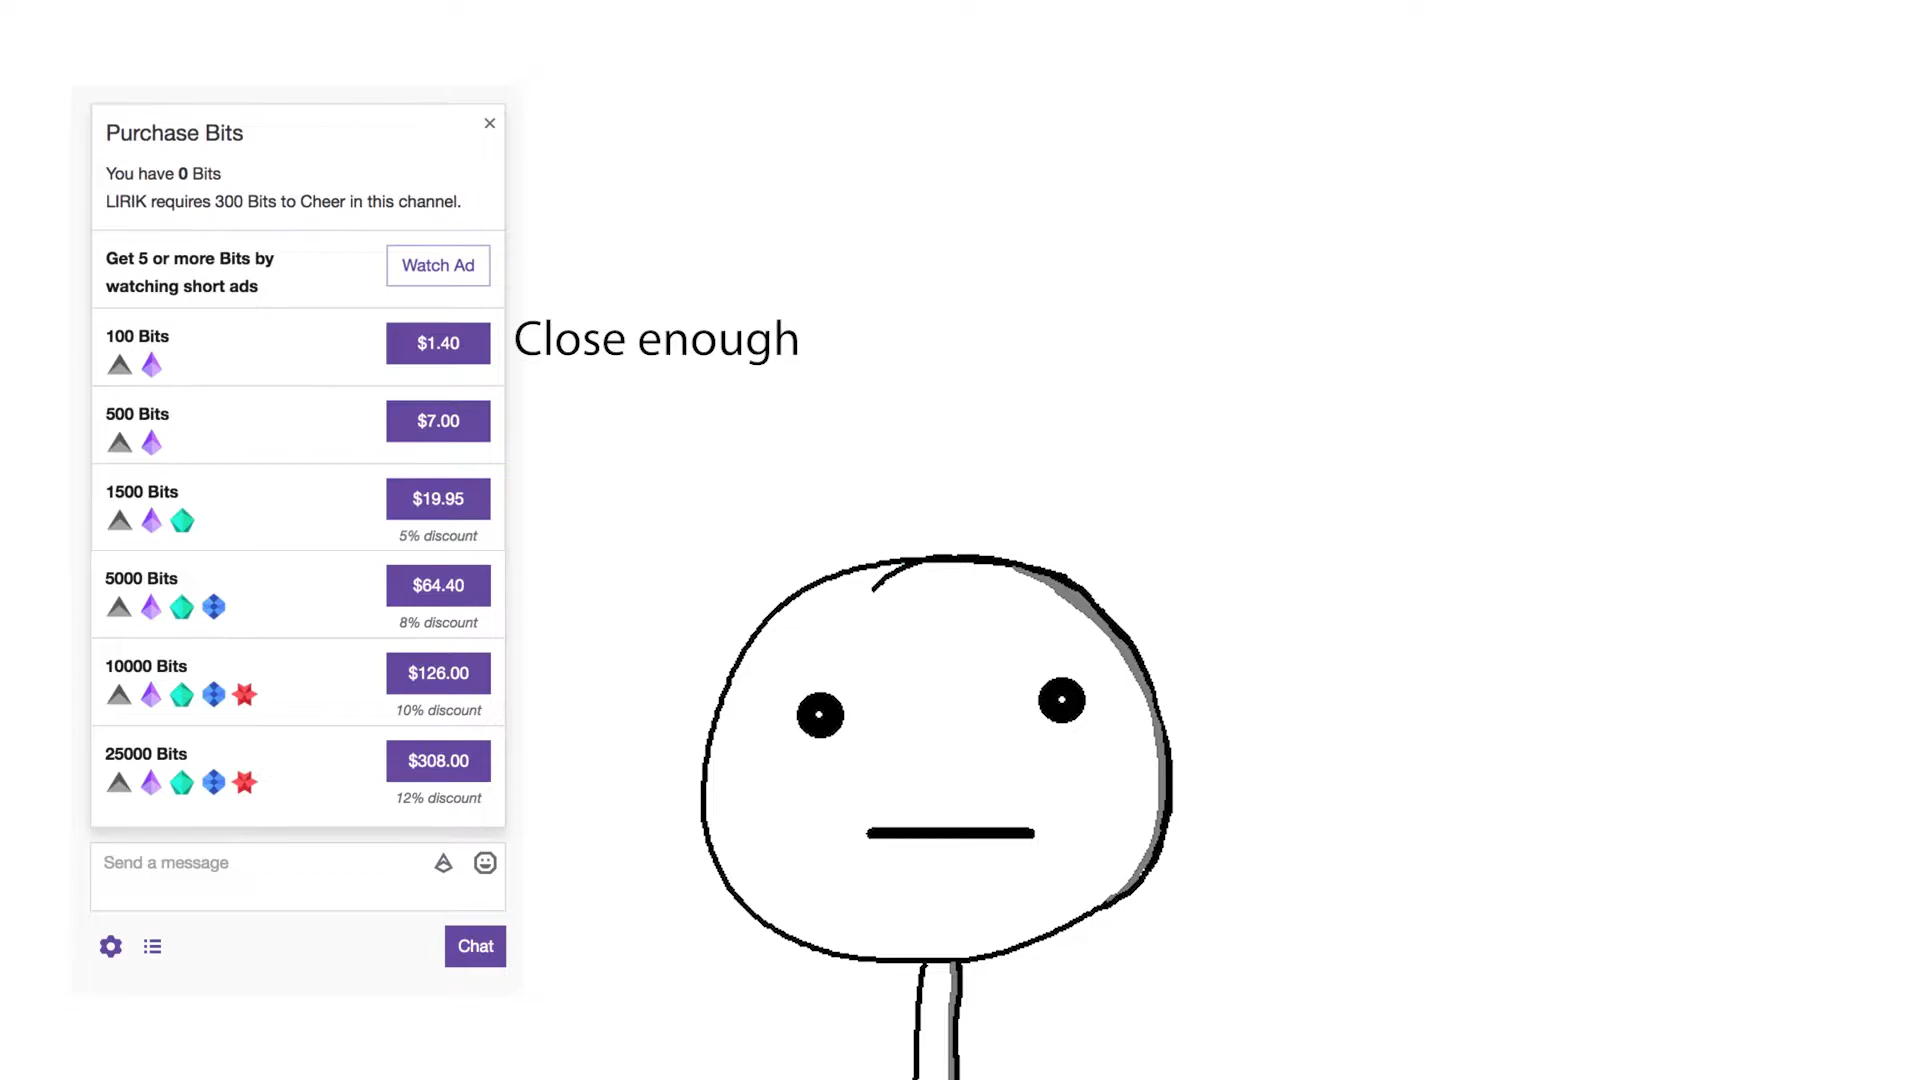 Purchase Bits
You have 0 Bits
LIRIK requires 300 Bits to Cheer in this channel.
Get 5 or more Bits by
watching short ads
Watch Ad
100 Bits
$1.40
Close enough
500 Bits
$7.00
1500 Bits
$19.95
5% discount
5000 Bits
$64.40
8% discount
10000 Bits
$126.00
10% discount
25000 Bits
$308.00
12% discount
Send a message
Chat